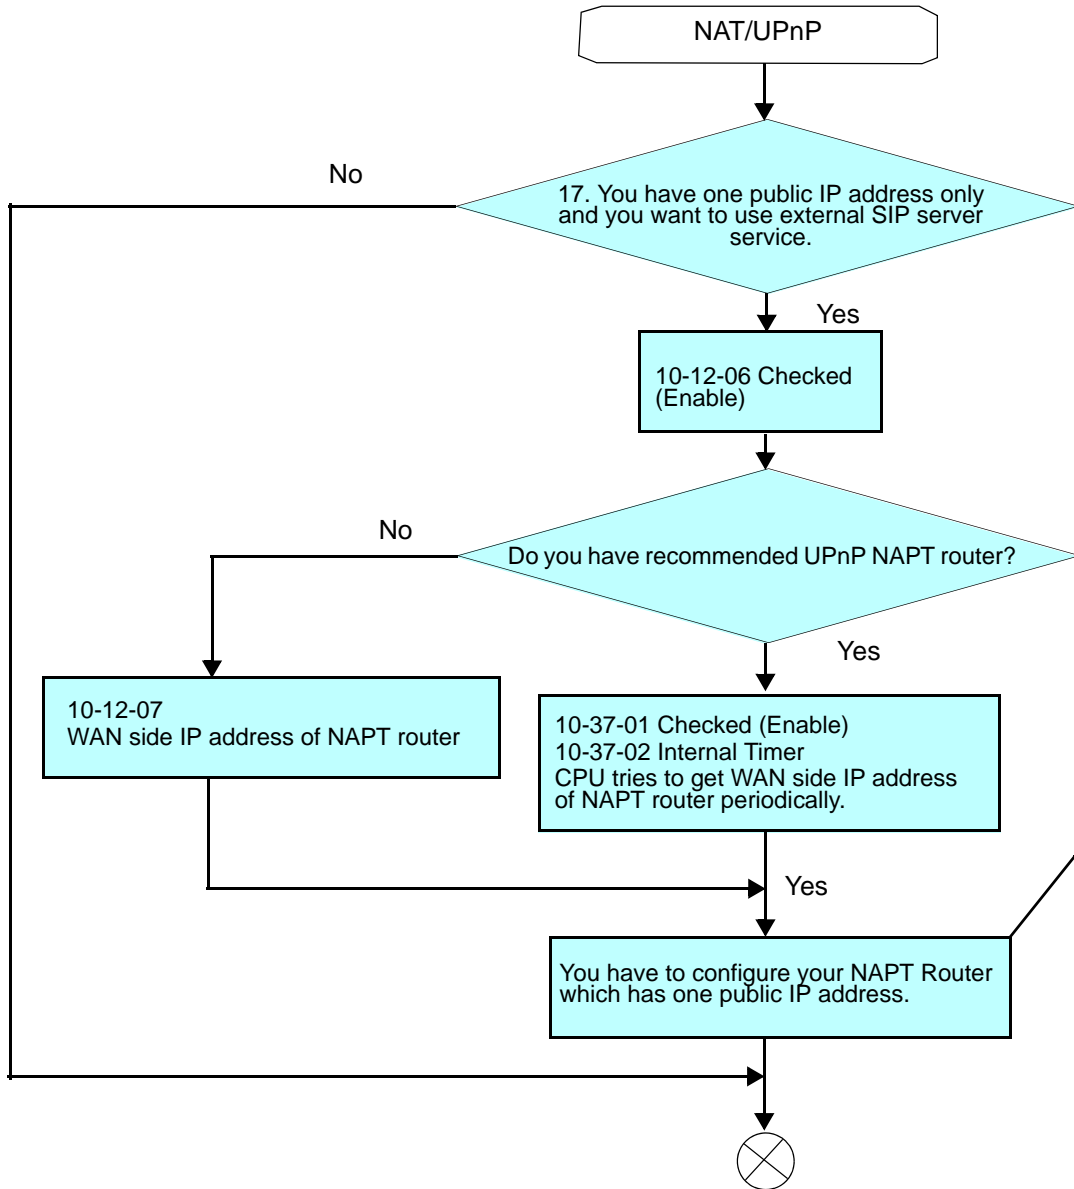 NAT/UPnP
No
17. You have one public IP address only
and you want to use external SIP server
service.
Yes
10-12-06 Checked
(Enable)
No
Do you have recommended UPnP NAPT router?
Yes
10-12-07
WAN side IP address of NAPT router
10-37-01 Checked (Enable)
10-37-02 Internal Timer
CPU tries to get WAN side IP address
of NAPT router periodically.
Yes
You have to configure your NAPT Router
which has one public IP address.